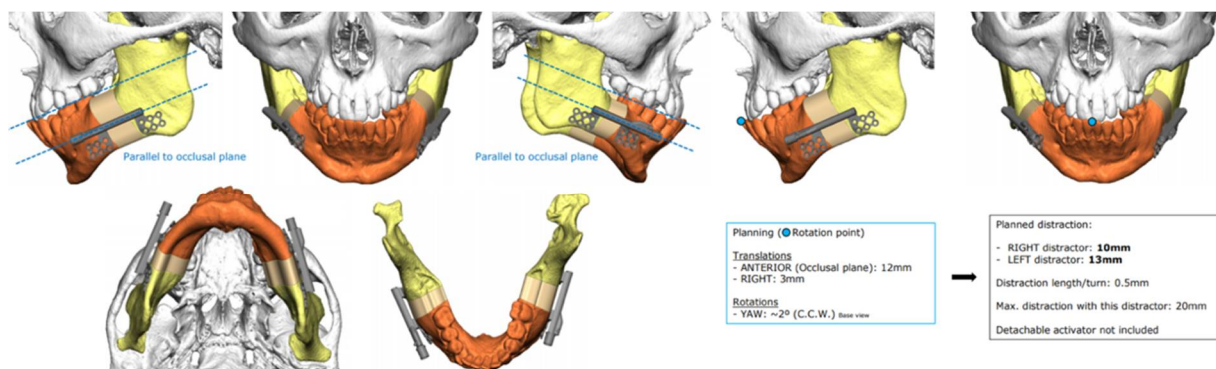 Parallel to occlusal plane
Parallel to occlusal plane
Planning (Rotation point)
Translations
- ANTERIOR (Occlusal plane): 12mm
- RIGHT: 3mm
Rotations
- YAW: ~2º (C.C.W.) Base view
Planned distraction:
- RIGHT distractor: 10mm
- LEFT distractor: 13mm
Distraction length/turn: 0.5mm
Max. distraction with this distractor: 20mm
Detachable activator not included